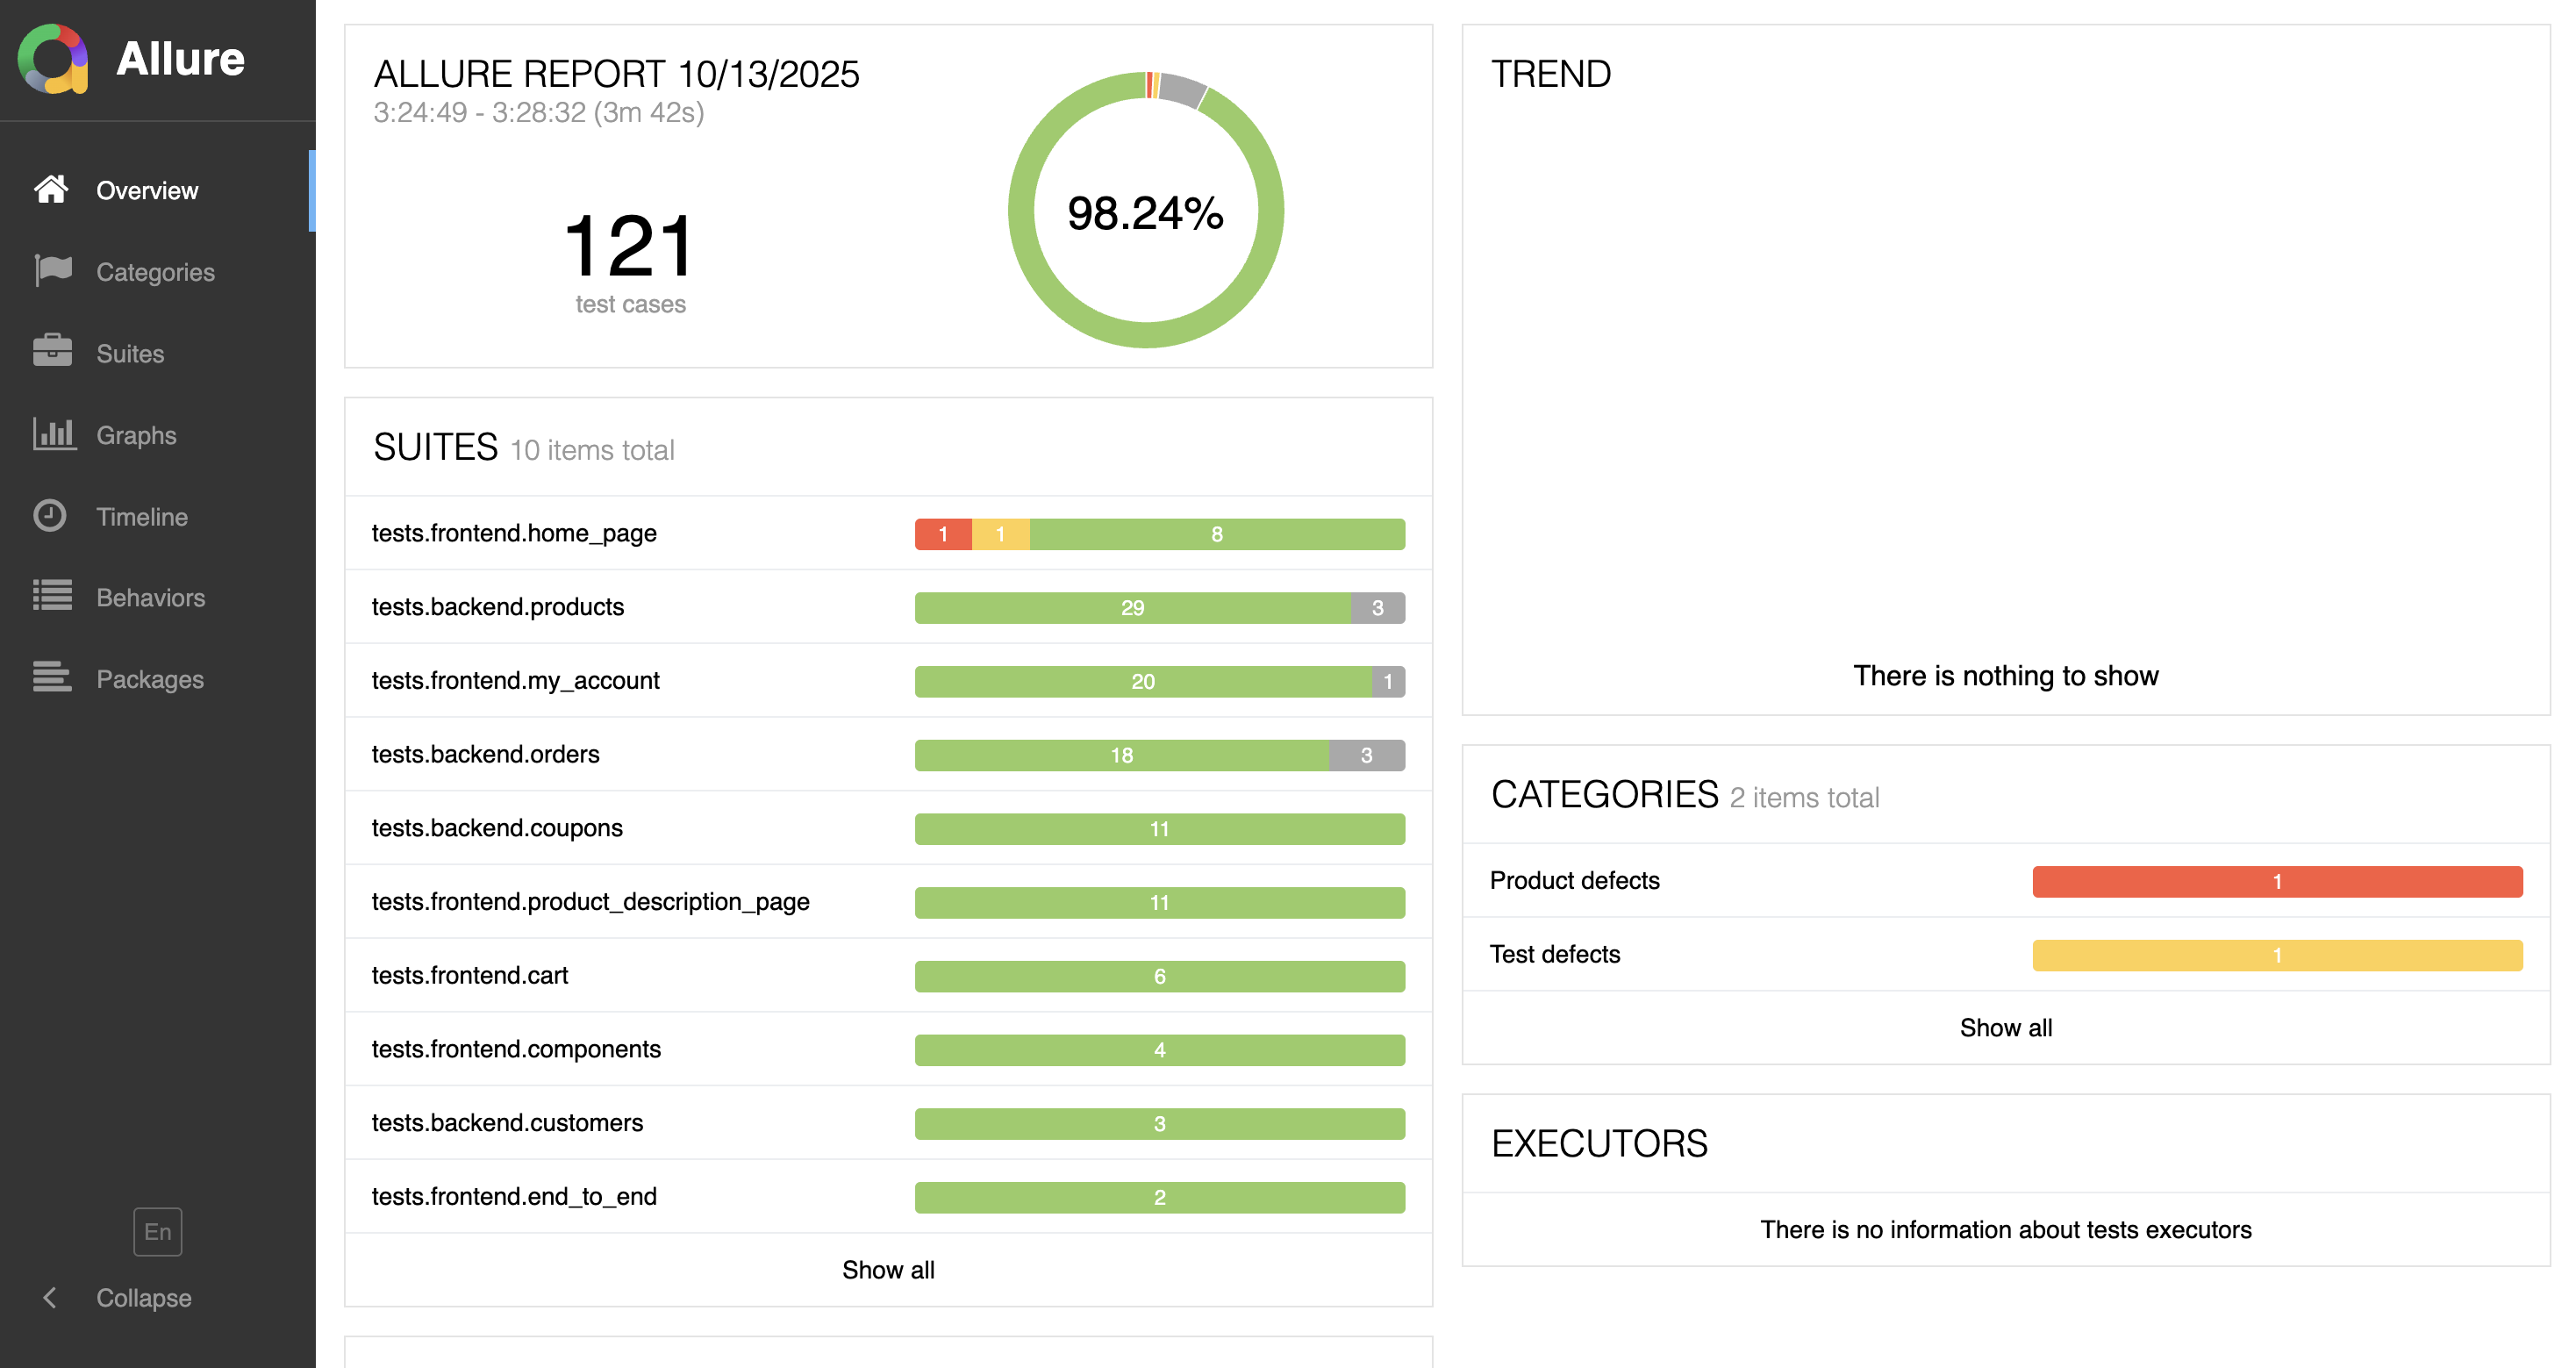 Allure
Overview
Categories
Suites
Graphs
Timeline
Behaviors
Packages
En
Collapse
ALLURE REPORT 10/13/2025
3:24:49 - 3:28:32 (3m 42s)
121
test cases
98.24%
SUITES 10 items total
tests.frontend.home_page 1 1 8
tests.backend.products 29 3
tests.frontend.my_account 20 1
tests.backend.orders 18 3
tests.backend.coupons 11
tests.frontend.product_description_page 11
tests.frontend.cart 6
tests.frontend.components 4
tests.backend.customers 3
tests.frontend.end_to_end 2
Show all
TREND
There is nothing to show
CATEGORIES 2 items total
Product defects 1
Test defects 1
Show all
EXECUTORS
There is no information about tests executors